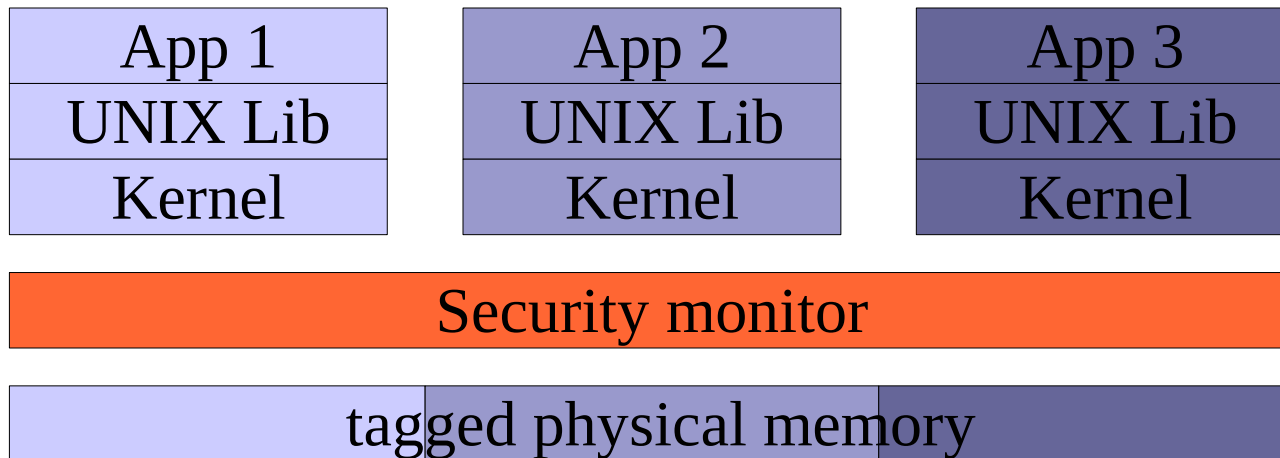 App 1
UNIX Lib
Kernel
App 2
UNIX Lib
Kernel
App 3
UNIX Lib
Kernel
Security monitor
tagged physical memory